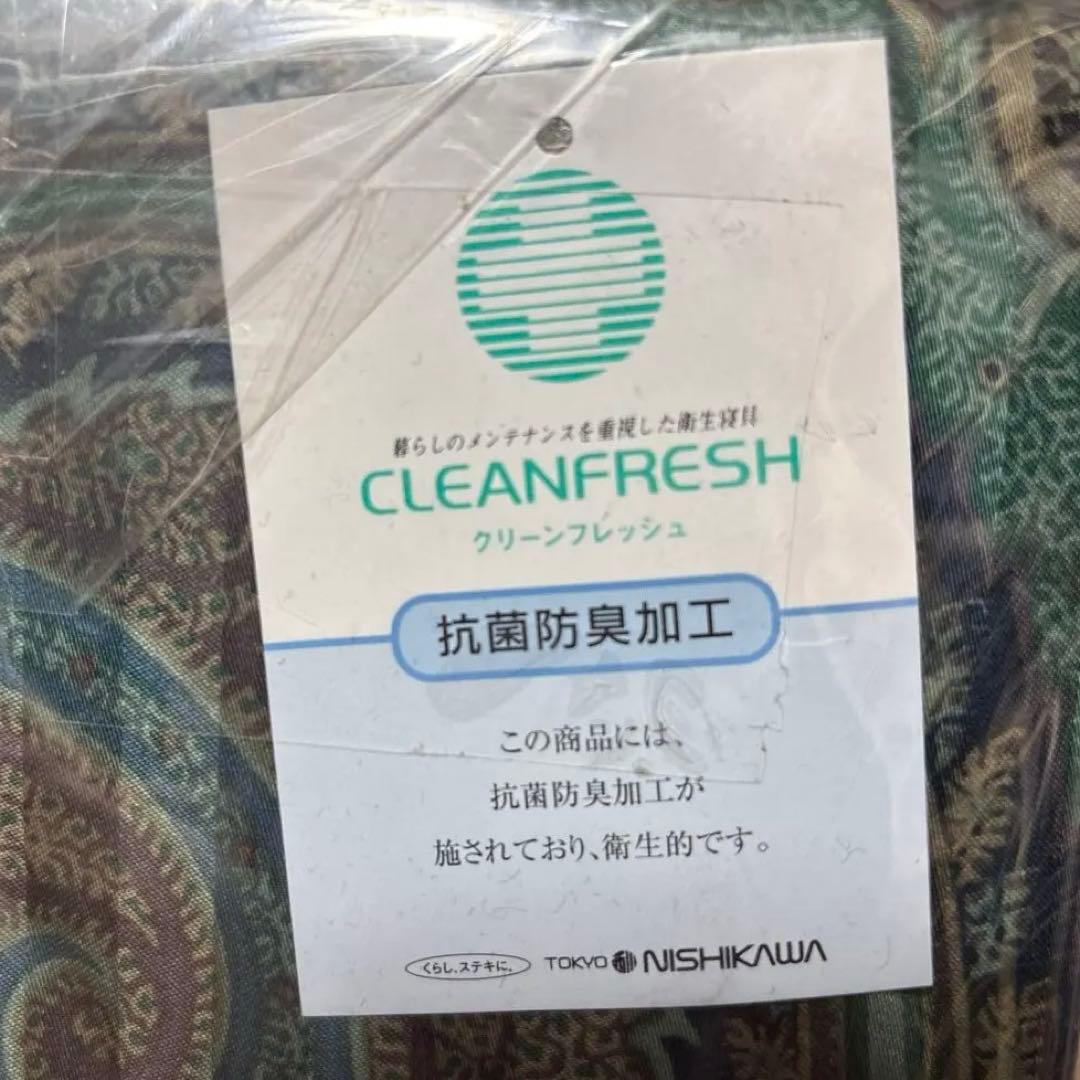 暮らしのメンテナンスを重視した衛生寝具
CLEANFRESH
クリーンフレッシュ
抗菌防臭加工
この商品には、
抗菌防臭加工が
施されており、衛生的です。
くらし、ステキに。 TOKYO NISHIKAWA